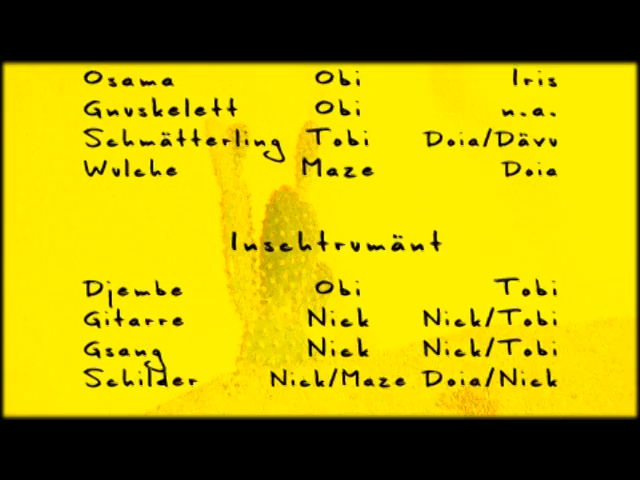 Osama Obi Iris
Gnuskelett Obi n.a.
Schmätterling Tobi Doia/Dävu
Wulche Maze Doia
Inschtrumänt
Djembe Obi Tobi
Gitarre Nick Nick/Tobi
Gsang Nick Nick/Tobi
Schilder Nick/Maze Doia/Nick